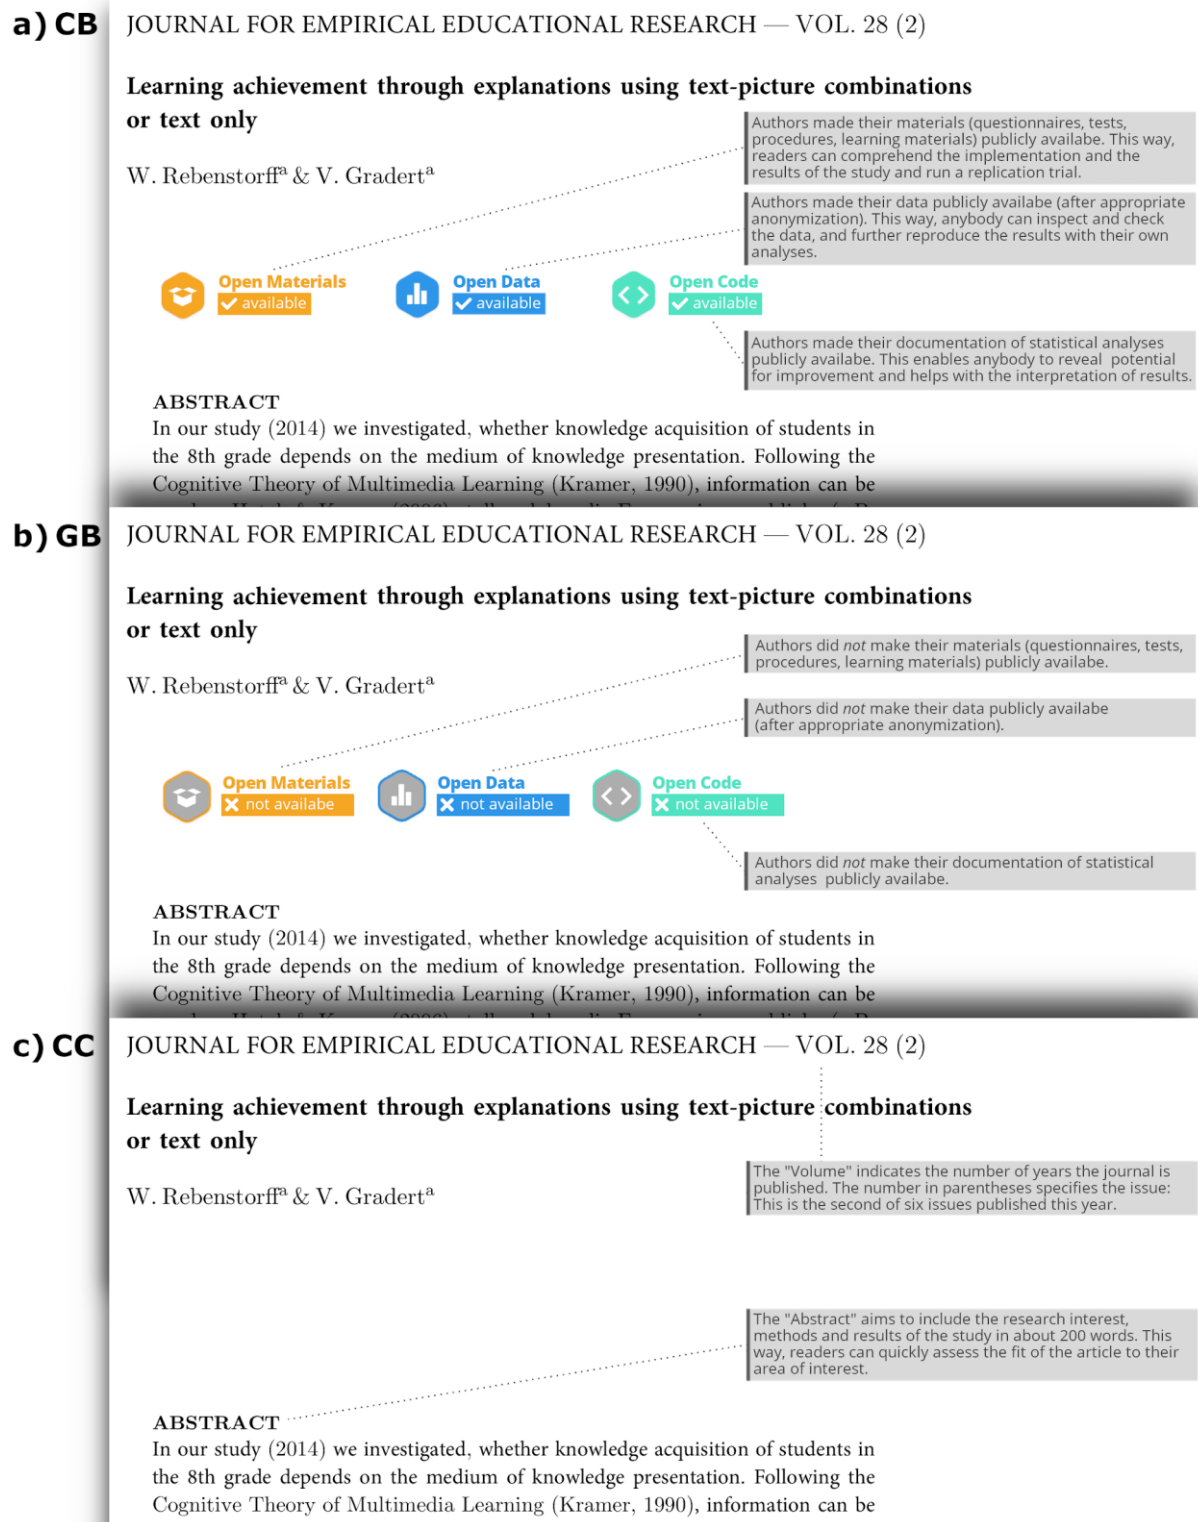 a) CB
JOURNAL FOR EMPIRICAL EDUCATIONAL RESEARCH — VOL. 28 (2)
Learning achievement through explanations using text-picture combinations
or text only
W. Rebenstorffᵃ & V. Gradertᵃ
Authors made their materials (questionnaires, tests,
procedures, learning materials) publicly availabe. This way,
readers can comprehend the implementation and the
results of the study and run a replication trial.
Authors made their data publicly availabe (after appropriate
anonymization). This way, anybody can inspect and check
the data, and further reproduce the results with their own
analyses.
Open Materials
available
Open Data
available
Open Code
available
Authors made their documentation of statistical analyses
publicly availabe. This enables anybody to reveal potential
for improvement and helps with the interpretation of results.
ABSTRACT
In our study (2014) we investigated, whether knowledge acquisition of students in
the 8th grade depends on the medium of knowledge presentation. Following the
Cognitive Theory of Multimedia Learning (Kramer, 1990), information can be
b) GB
JOURNAL FOR EMPIRICAL EDUCATIONAL RESEARCH — VOL. 28 (2)
Learning achievement through explanations using text-picture combinations
or text only
W. Rebenstorffᵃ & V. Gradertᵃ
Authors did not make their materials (questionnaires, tests,
procedures, learning materials) publicly availabe.
Authors did not make their data publicly availabe
(after appropriate anonymization).
Open Materials
not availabe
Open Data
not available
Open Code
not available
Authors did not make their documentation of statistical
analyses publicly availabe.
ABSTRACT
In our study (2014) we investigated, whether knowledge acquisition of students in
the 8th grade depends on the medium of knowledge presentation. Following the
Cognitive Theory of Multimedia Learning (Kramer, 1990), information can be
c) CC
JOURNAL FOR EMPIRICAL EDUCATIONAL RESEARCH — VOL. 28 (2)
Learning achievement through explanations using text-picture combinations
or text only
W. Rebenstorffᵃ & V. Gradertᵃ
The "Volume" indicates the number of years the journal is
published. The number in parentheses specifies the issue:
This is the second of six issues published this year.
The "Abstract" aims to include the research interest,
methods and results of the study in about 200 words. This
way, readers can quickly assess the fit of the article to their
area of interest.
ABSTRACT
In our study (2014) we investigated, whether knowledge acquisition of students in
the 8th grade depends on the medium of knowledge presentation. Following the
Cognitive Theory of Multimedia Learning (Kramer, 1990), information can be